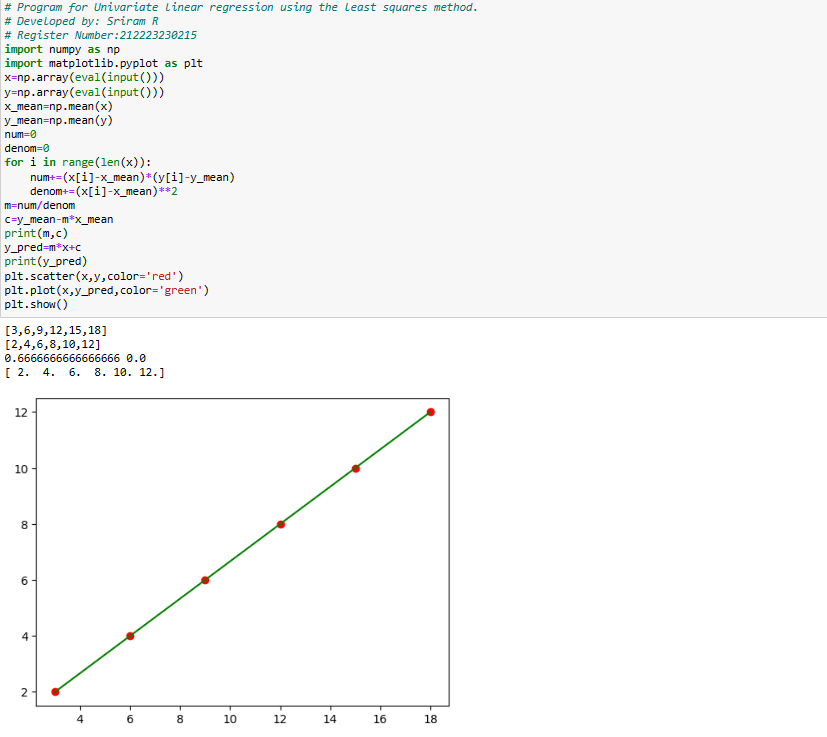 # Program for Univariate linear regression using the least squares method.
# Developed by: Sriram R
# Register Number:212223230215
import numpy as np
import matplotlib.pyplot as plt
x=np.array(eval(input()))
y=np.array(eval(input()))
x_mean=np.mean(x)
y_mean=np.mean(y)
num=0
denom=0
for i in range(len(x)):
    num+=(x[i]-x_mean)*(y[i]-y_mean)
    denom+=(x[i]-x_mean)**2
m=num/denom
c=y_mean-m*x_mean
print(m,c)
y_pred=m*x+c
print(y_pred)
plt.scatter(x,y,color='red')
plt.plot(x,y_pred,color='green')
plt.show()
[3,6,9,12,15,18]
[2,4,6,8,10,12]
0.6666666666666666 0.0
[ 2.  4.  6.  8. 10. 12.]
12
10
8
6
4
2
4 6 8 10 12 14 16 18